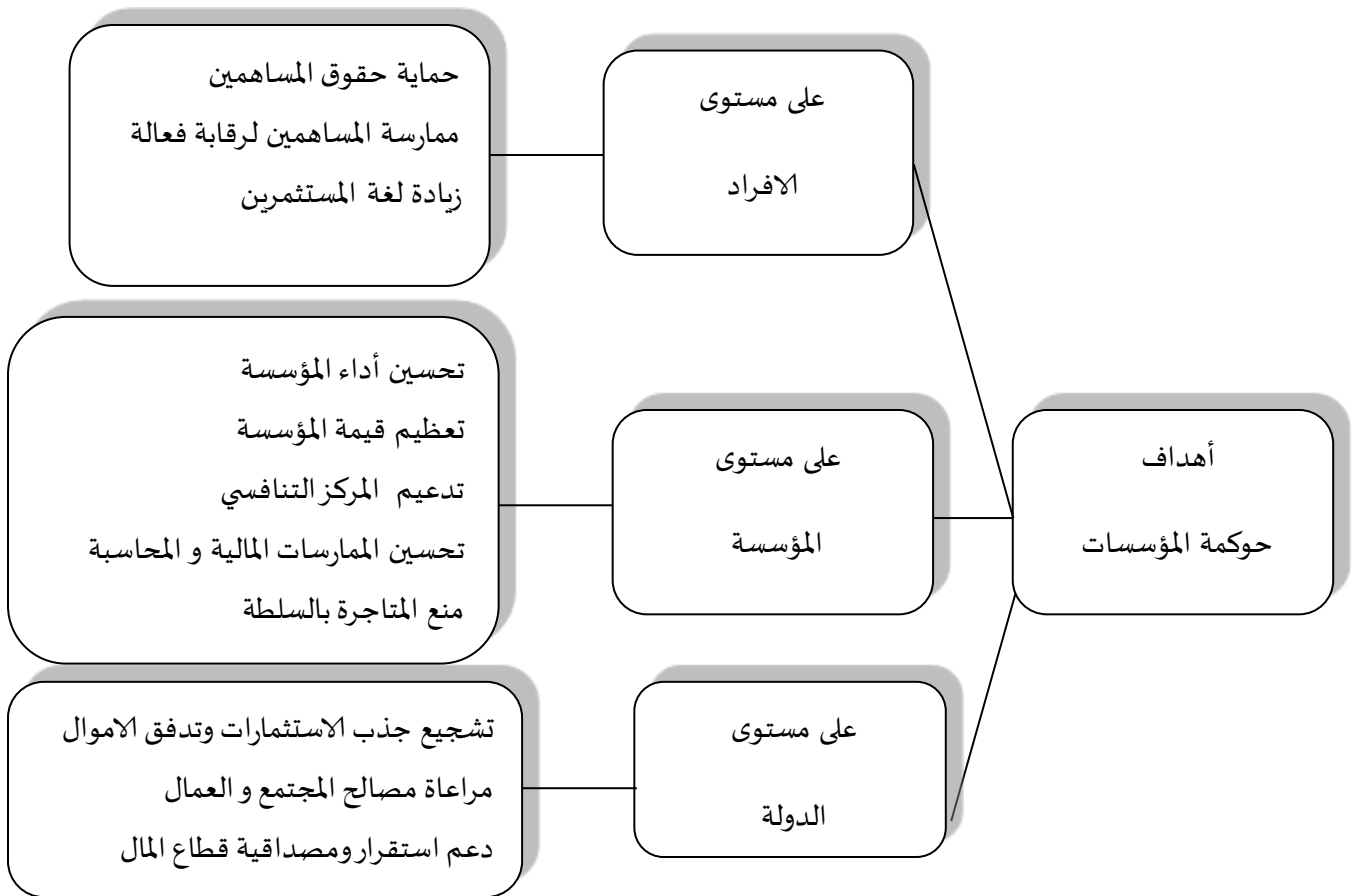 أهداف
حوكمة المؤسسات
على مستوى
الافراد
حماية حقوق المساهمين
ممارسة المساهمين لرقابة فعالة
زيادة لغة المستثمرين
على مستوى
المؤسسة
تحسين أداء المؤسسة
تعظيم قيمة المؤسسة
تدعيم المركز التنافسي
تحسين الممارسات المالية و المحاسبة
منع المتاجرة بالسلطة
على مستوى
الدولة
تشجيع جذب الاستثمارات وتدفق الاموال
مراعاة مصالح المجتمع و العمال
دعم استقرار ومصداقية قطاع المال